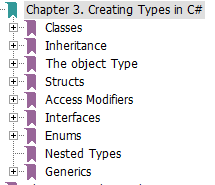 Chapter 3. Creating Types in C#
Classes
Inheritance
The object Type
Structs
Access Modifiers
Interfaces
Enums
Nested Types
Generics